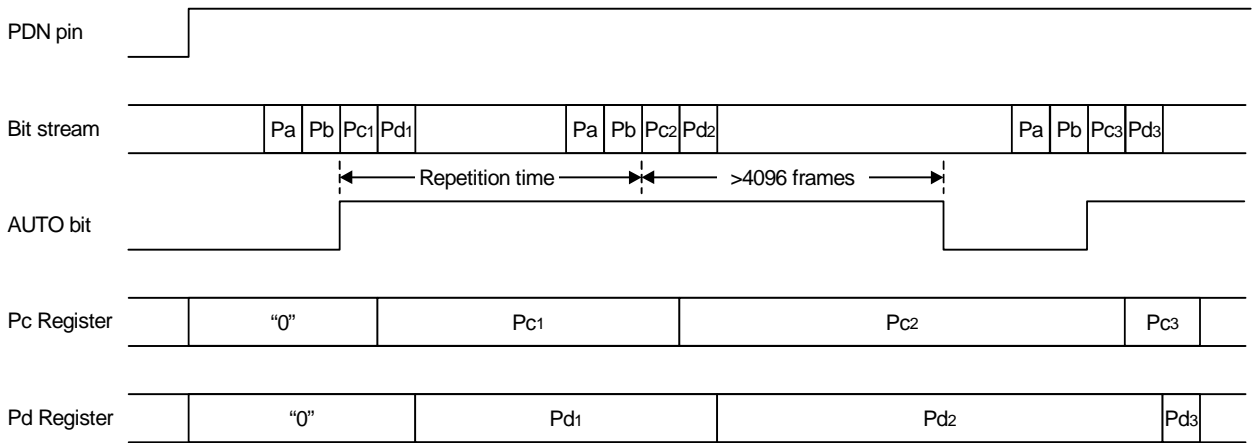 PDN pin
Bit stream Pa Pb Pc1 Pd1 Pa Pb Pc2 Pd2 Pa Pb Pc3 Pd3
Repetition time >4096 frames
AUTO bit
Pc Register “0” Pc1 Pc2 Pc3
Pd Register “0” Pd1 Pd2 Pd3